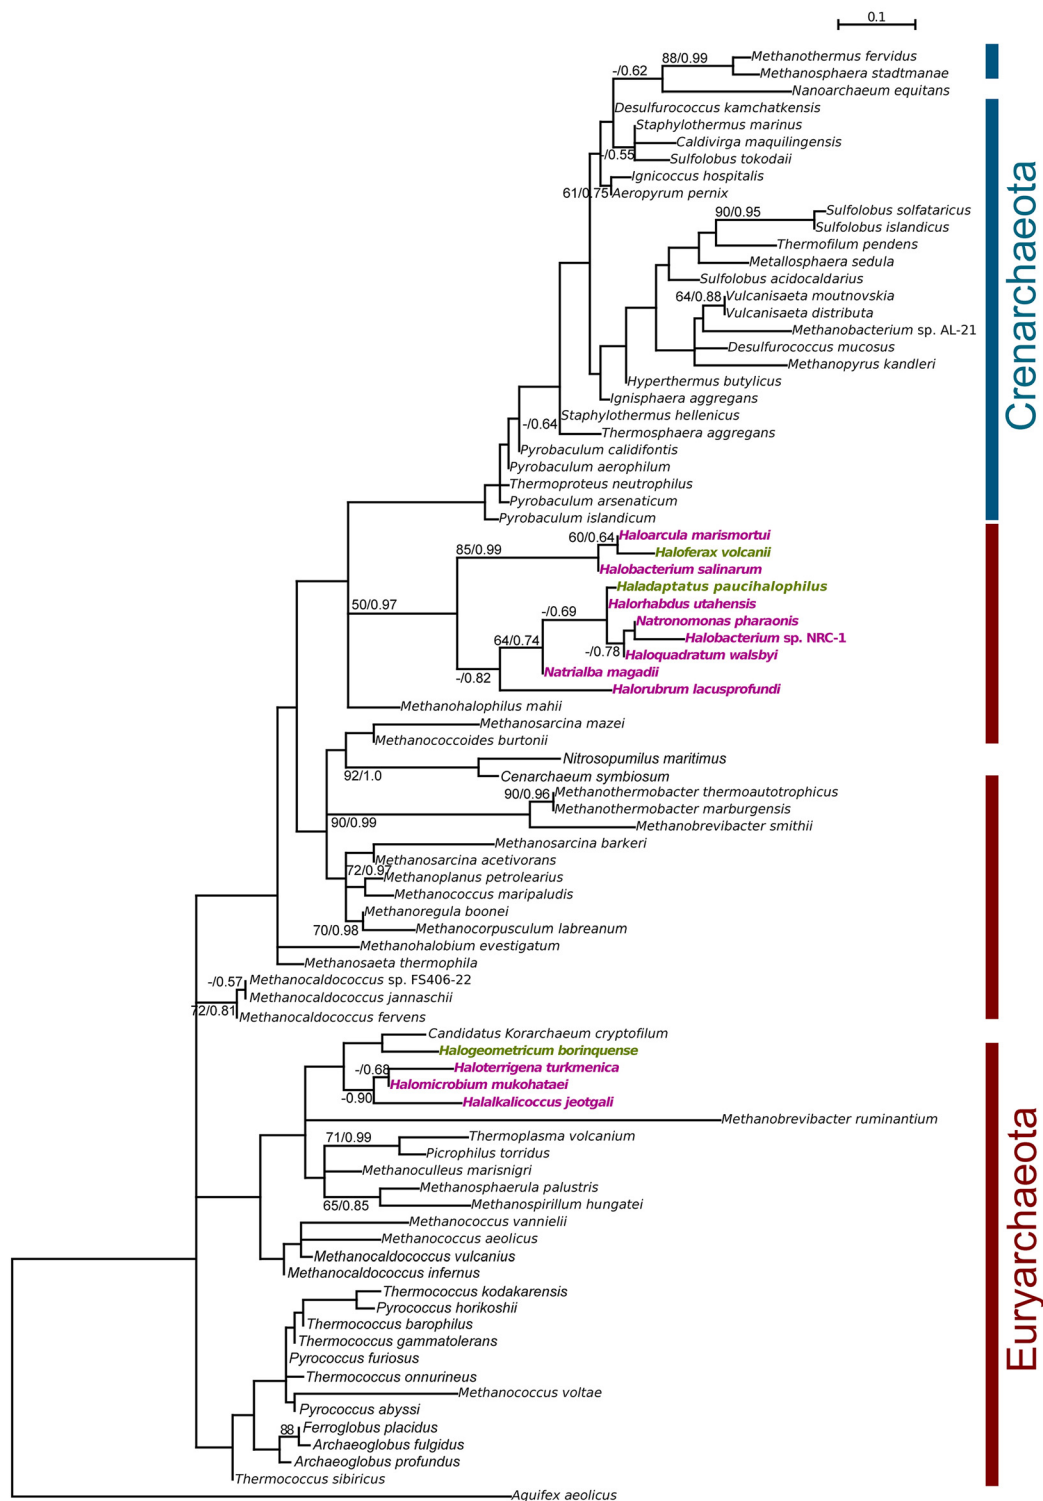 0.1
Methanothermus fervidus
88/0.99
-/0.62
Methanosphaera stadtmanae
Nanoarchaeum equitans
Desulfurococcus kamchatkensis
Staphylothermus marinus
Caldivirga maquilingensis
-/0.55
Sulfolobus tokodaii
Ignicoccus hospitalis
61/0.75
Aeropyrum pernix
Sulfolobus solfataricus
90/0.95
Sulfolobus islandicus
Thermofilum pendens
Metallosphaera sedula
Sulfolobus acidocaldarius
64/0.88
Vulcanisaeta moutnovskia
Vulcanisaeta distributa
Methanobacterium sp. AL-21
Desulfurococcus mucosus
Methanopyrus kandleri
Hyperthermus butylicus
Ignisphaera aggregans
Staphylothermus hellenicus
-/0.64
Thermosphaera aggregans
Pyrobaculum calidifontis
Pyrobaculum aerophilum
Thermoproteus neutrophilus
Pyrobaculum arsenaticum
Pyrobaculum islandicum
Crenarchaeota
Haloarcula marismortui
60/0.64
85/0.99
Haloferax volcanii
Halobacterium salinarum
Haladaptatus paucihalophilus
50/0.97
Halorhabdus utahensis
-/0.69
Natronomonas pharaonis
64/0.74
Halobacterium sp. NRC-1
-/0.78
Haloquadratum walsbyi
Natrialba magadii
-/0.82
Halorubrum lacusprofundi
Methanohalophilus mahii
Methanosarcina mazei
Methanococcoides burtonii
Nitrosopumilus maritimus
92/1.0
Cenarchaeum symbiosum
90/0.96
Methanothermobacter thermoautotrophicus
Methanothermobacter marburgensis
90/0.99
Methanobrevibacter smithii
Methanosarcina barkeri
Methanosarcina acetivorans
72/0.97
Methanoplanus petrolearius
Methanococcus maripaludis
Methanoregula boonei
70/0.98
Methanocorpusculum labreanum
Methanohalobium evestigatum
Methanosaeta thermophila
-/0.57
Methanocaldococcus sp. FS406-22
Methanocaldococcus jannaschii
72/0.81
Methanocaldococcus fervens
Candidatus Korarchaeum cryptofilum
Halogeometricum borinquense
-/0.68
Haloterrigena turkmenica
Halomicrobium mukohataei
-0.90
Halalkalicoccus jeotgali
Methanobrevibacter ruminantium
71/0.99
Thermoplasma volcanium
Picrophilus torridus
Methanoculleus marisnigri
Methanosphaerula palustris
65/0.85
Methanospirillum hungatei
Methanococcus vannielii
Methanococcus aeolicus
Methanocaldococcus vulcanius
Methanocaldococcus infernus
Thermococcus kodakarensis
Pyrococcus horikoshii
Thermococcus barophilus
Thermococcus gammatolerans
Pyrococcus furiosus
Thermococcus onnurineus
Methanococcus voltae
Pyrococcus abyssi
88
Ferroglobus placidus
Archaeoglobus fulgidus
Archaeoglobus profundus
Thermococcus sibiricus
Aquifex aeolicus
Euryarchaeota